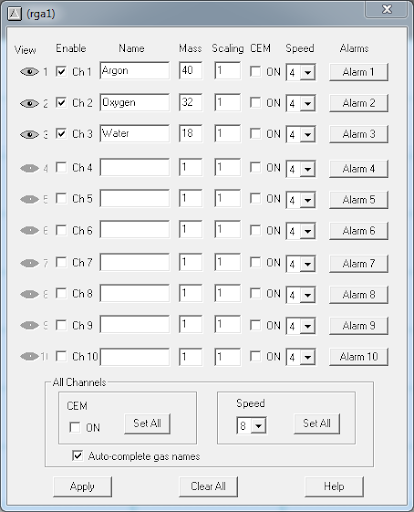 (rga1)
View Enable Name Mass Scaling CEM Speed Alarms
1 Ch 1 Argon 40 1 ON 4 Alarm 1
2 Ch 2 Oxygen 32 1 ON 4 Alarm 2
3 Ch 3 Water 18 1 ON 4 Alarm 3
4 Ch 4 1 1 ON 4 Alarm 4
5 Ch 5 1 1 ON 4 Alarm 5
6 Ch 6 1 1 ON 4 Alarm 6
7 Ch 7 1 1 ON 4 Alarm 7
8 Ch 8 1 1 ON 4 Alarm 8
9 Ch 9 1 1 ON 4 Alarm 9
1 Ch 10 1 1 ON 4 Alarm 10
All Channels
CEM Speed
ON Set All 8 Set All
Auto-complete gas names
Apply Clear All Help